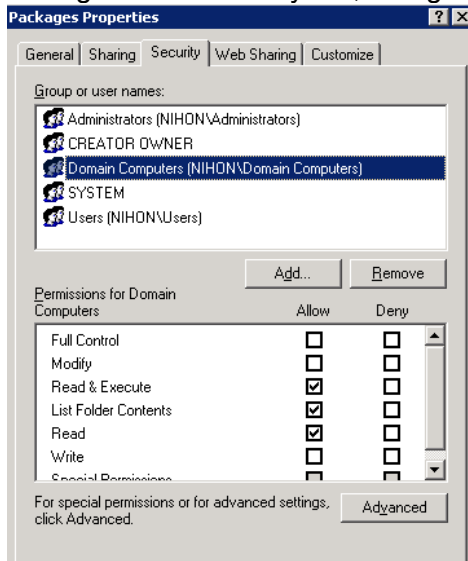 Packages Properties
General Sharing Security Web Sharing Customize
Group or user names:
Administrators (NIHON\Administrators)
CREATOR OWNER
Domain Computers (NIHON\Domain Computers)
SYSTEM
Users (NIHON\Users)
Add... Remove
Permissions for Domain
Computers Allow Deny
Full Control
Modify
Read & Execute
List Folder Contents
Read
Write
Special Permissions
For special permissions or for advanced settings,
click Advanced.
Advanced